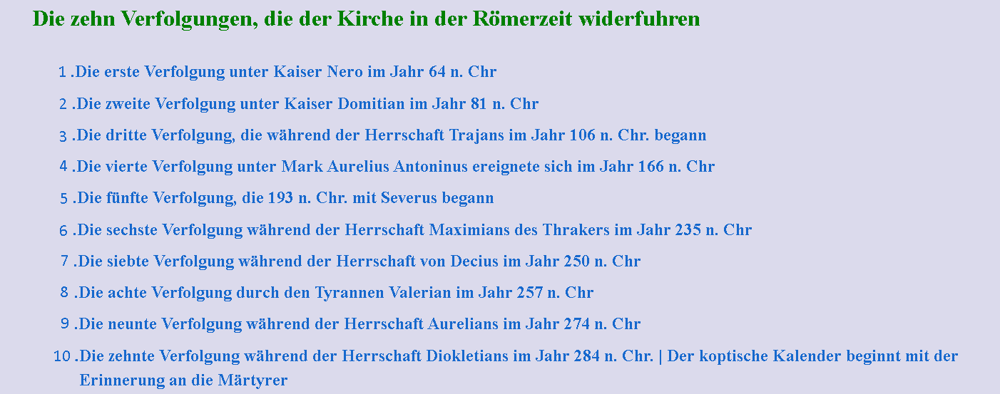 Die zehn Verfolgungen, die der Kirche in der Römerzeit widerfuhren
1 .Die erste Verfolgung unter Kaiser Nero im Jahr 64 n. Chr
2 .Die zweite Verfolgung unter Kaiser Domitian im Jahr 81 n. Chr
3 .Die dritte Verfolgung, die während der Herrschaft Trajans im Jahr 106 n. Chr. begann
4 .Die vierte Verfolgung unter Mark Aurelius Antoninus ereignete sich im Jahr 166 n. Chr
5 .Die fünfte Verfolgung, die 193 n. Chr. mit Severus begann
6 .Die sechste Verfolgung während der Herrschaft Maximians des Thrakers im Jahr 235 n. Chr
7 .Die siebte Verfolgung während der Herrschaft von Decius im Jahr 250 n. Chr
8 .Die achte Verfolgung durch den Tyrannen Valerian im Jahr 257 n. Chr
9 .Die neunte Verfolgung während der Herrschaft Aurelians im Jahr 274 n. Chr
10 .Die zehnte Verfolgung während der Herrschaft Diokletians im Jahr 284 n. Chr. | Der koptische Kalender beginnt mit der
Erinnerung an die Märtyrer